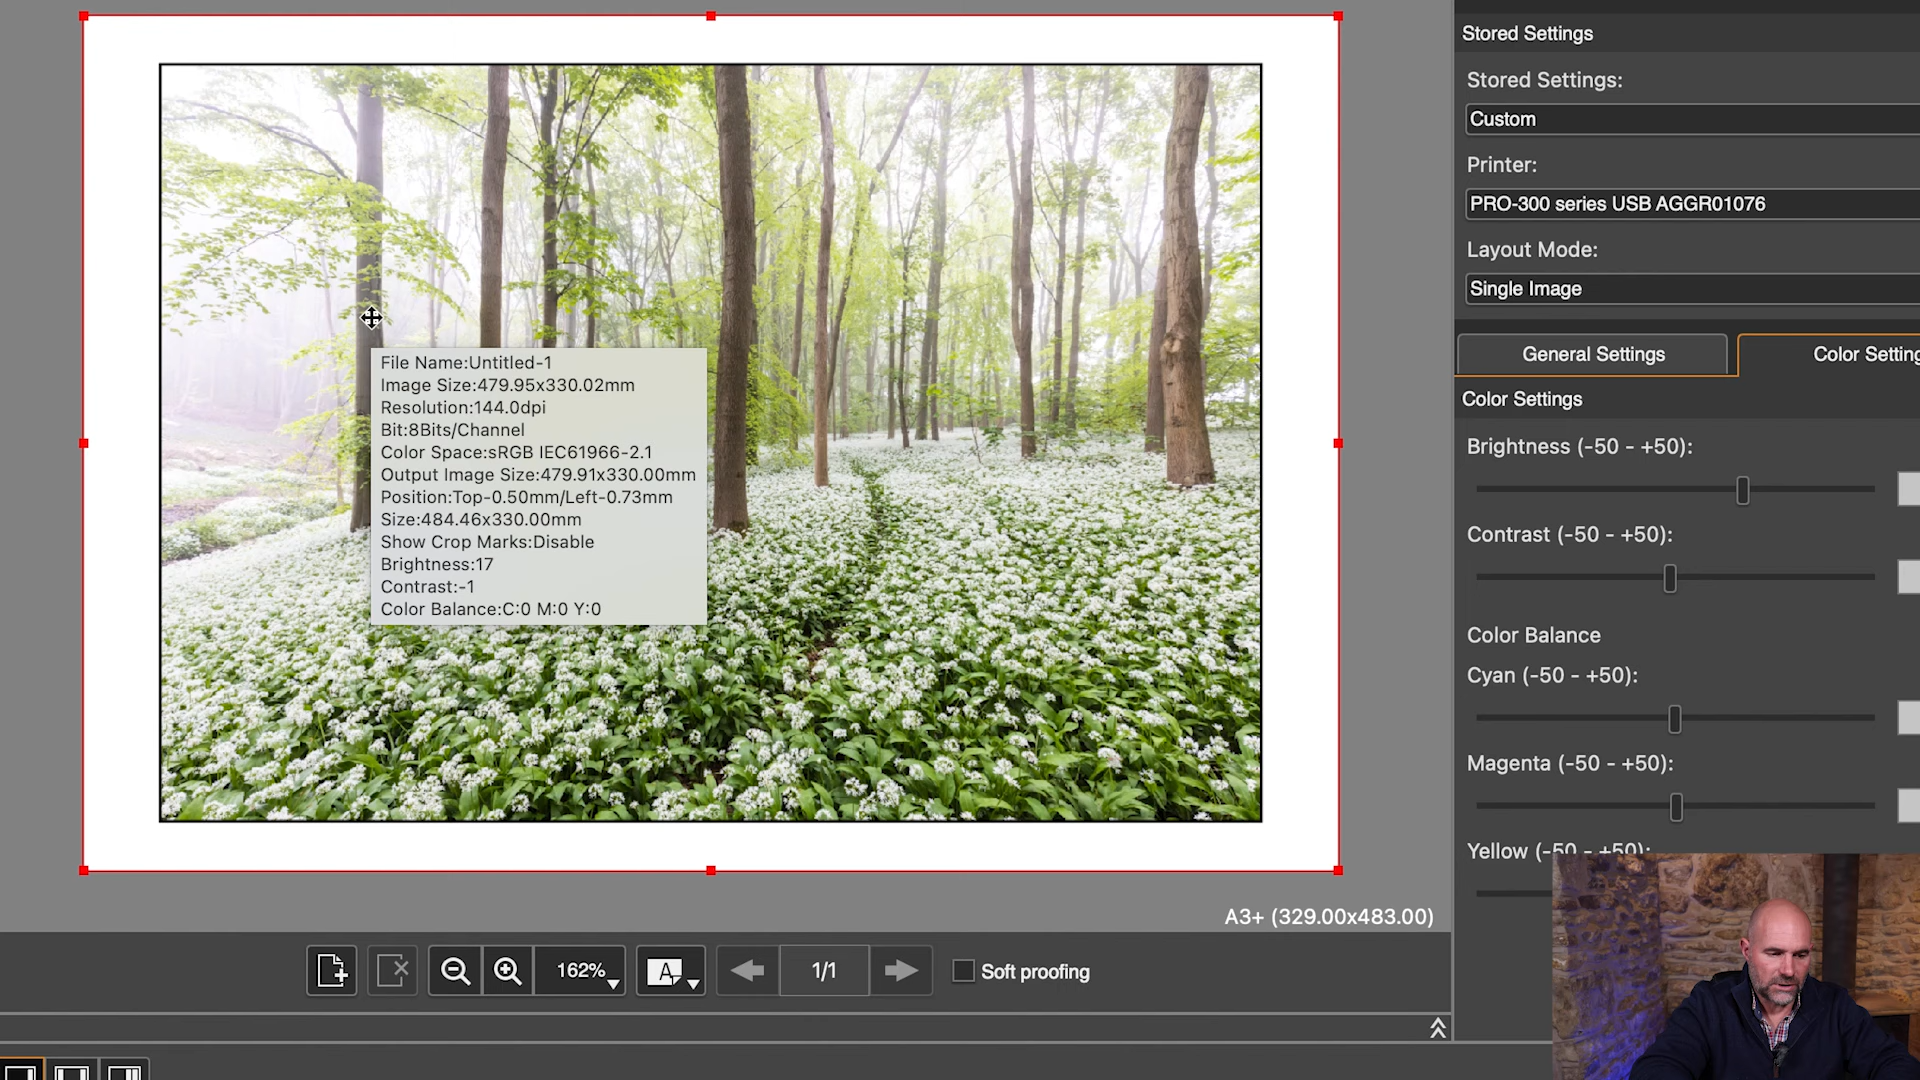 Stored Settings
Stored Settings:
Custom
Printer:
PRO-300 series USB AGGR01076
Layout Mode:
Single Image
General Settings
Color Setting
Color Settings
Brightness (-50 - +50):
Contrast (-50 - +50):
Color Balance
Cyan (-50 - +50):
Magenta (-50 - +50):
Yellow (-50 - +50):
File Name:Untitled-1
Image Size:479.95x330.02mm
Resolution:144.0dpi
Bit:8Bits/Channel
Color Space:sRGB IEC61966-2.1
Output Image Size:479.91x330.00mm
Position:Top-0.50mm/Left-0.73mm
Size:484.46x330.00mm
Show Crop Marks:Disable
Brightness:17
Contrast:-1
Color Balance:C:0 M:0 Y:0
A3+ (329.00x483.00)
162%
A
1/1
Soft proofing